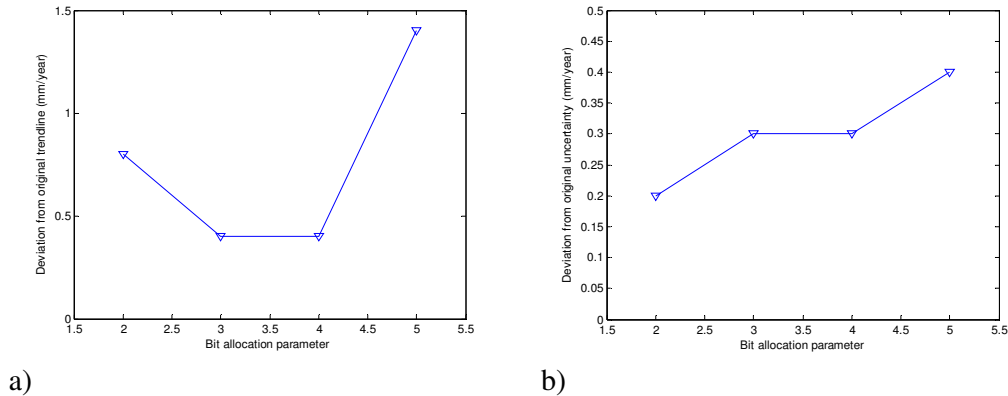 1.5
1
0.5
0
1.5 2 2.5 3 3.5 4 4.5 5 5.5
Bit allocation parameter
Deviation from original trendline (mm/year)
a)
0.5
0.45
0.4
0.35
0.3
0.25
0.2
0.15
0.1
0.05
0
1.5 2 2.5 3 3.5 4 4.5 5 5.5
Bit allocation parameter
Deviation from original uncertainty (mm/year)
b)